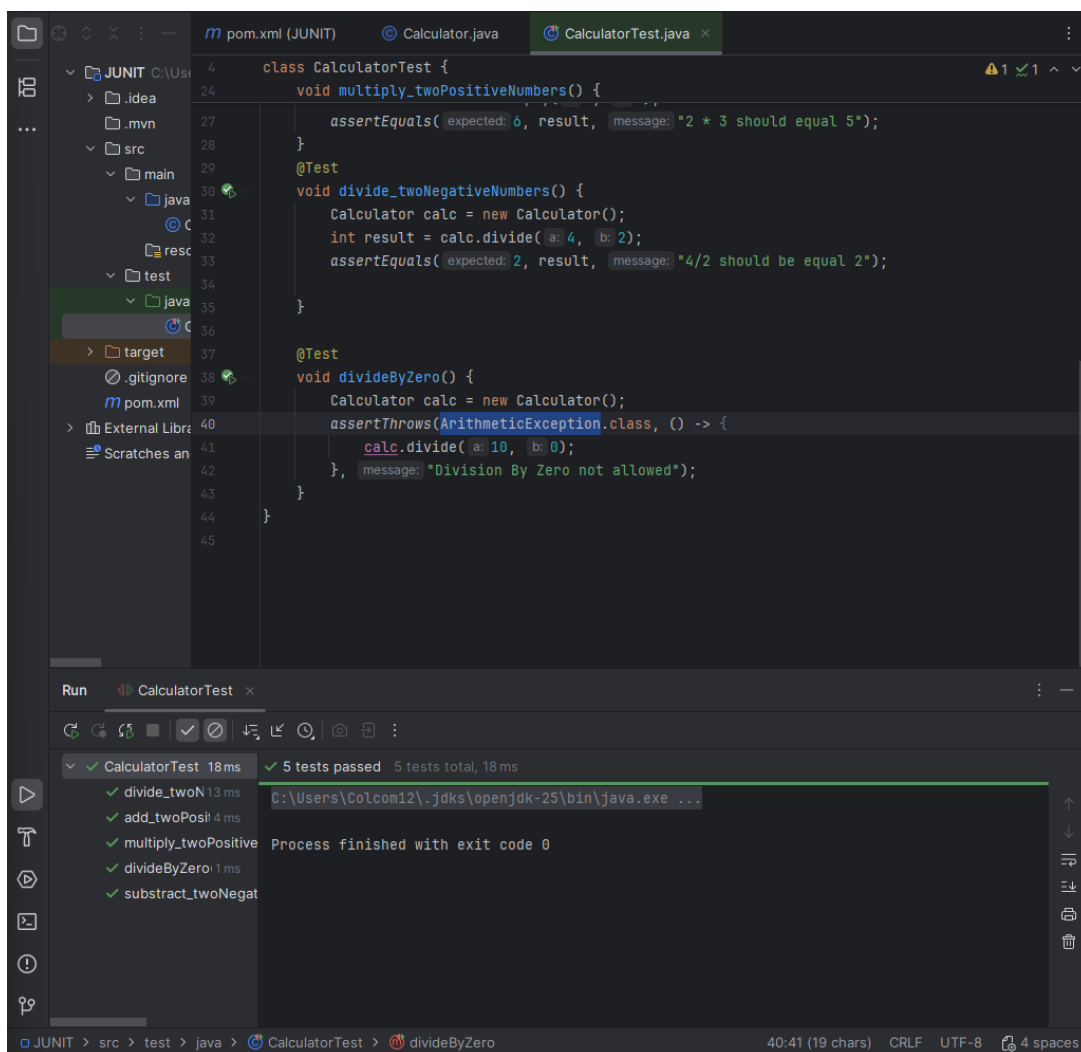 pom.xml (JUNIT)
Calculator.java
CalculatorTest.java
JUNIT C:\Use
.idea
.mvn
src
main
java
C
resc
test
java
C
target
.gitignore
pom.xml
External Libra
Scratches an
1 1
4 class CalculatorTest {
24 void multiply_twoPositiveNumbers() {
27 assertEquals( expected: 6, result, message: "2 * 3 should equal 5");
28 }
29 @Test
30 void divide_twoNegativeNumbers() {
31 Calculator calc = new Calculator();
32 int result = calc.divide( a: 4, b: 2);
33 assertEquals( expected: 2, result, message: "4/2 should be equal 2");
34
35 }
36
37 @Test
38 void divideByZero() {
39 Calculator calc = new Calculator();
40 assertThrows(ArithmeticException.class, () -> {
41 calc.divide( a: 10, b: 0);
42 }, message: "Division By Zero not allowed");
43 }
44 }
45
Run CalculatorTest
CalculatorTest 18 ms
divide_twoN 13 ms
add_twoPosit 4 ms
multiply_twoPositive
divideByZero( 1 ms
substract_twoNegat
5 tests passed 5 tests total, 18 ms
C:\Users\Colcom12\.jdks\openjdk-25\bin\java.exe ...
Process finished with exit code 0
JUNIT > src > test > java > CalculatorTest > divideByZero
40:41 (19 chars) CRLF UTF-8 4 spaces